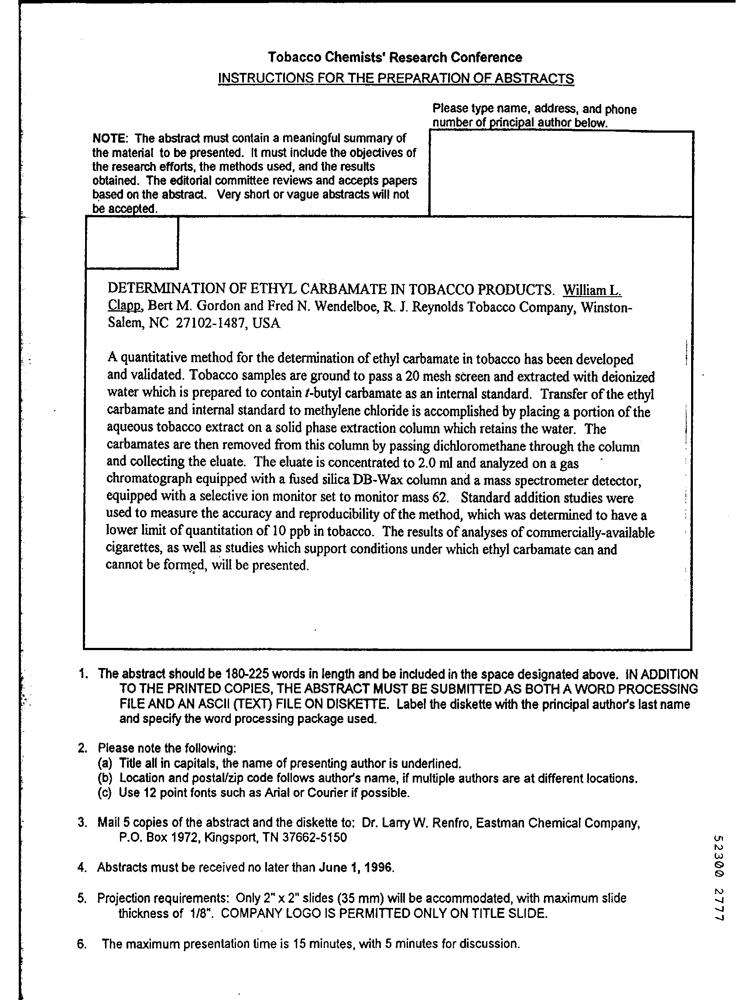 Tobacco Chemists' Research Conference
INSTRUCTIONS FOR THE PREPARATION OF ABSTRACTS
Please type name, address, and phone
number of principal author below.
NOTE: The abstract must contain a meaningful summary of
the material to be presented. It must include the objectives of
the research efforts, the methods used, and the results
obtained. The editorial committee reviews and accepts papers
based on the abstract. Very short or vague abstracts will not
be accepted.
DETERMINATION OF ETHYL CARBAMATE IN TOBACCO PRODUCTS. William L.
Clapp, Bert M. Gordon and Fred N. Wendelboe, R. J. Reynolds Tobacco Company, Winston-
Salem, NC 27102-1487, USA
A quantitative method for the determination of ethyl carbamate in tobacco has been developed
and validated. Tobacco samples are ground to pass a 20 mesh screen and extracted with deionized
water which is prepared to contain t-butyl carbamate as an internal standard. Transfer of the ethyl
carbamate and internal standard to methylene chloride is accomplished by placing a portion of the
aqueous tobacco extract on a solid phase extraction column which retains the water. The
carbamates are then removed from this column by passing dichloromethane through the column
and collecting the eluate. The eluate is concentrated to 2.0 ml and analyzed on a gas
chromatograph equipped with a fused silica DB-Wax column and a mass spectrometer detector,
equipped with a selective ion monitor set to monitor mass 62. Standard addition studies were
used to measure the accuracy and reproducibility of the method, which was determined to have a
lower limit of quantitation of 10 ppb in tobacco. The results of analyses of commercially-available
cigarettes, as well as studies which support conditions under which ethyl carbamate can and
cannot be formed, will be presented.
1. The abstract should be 180-225 words in length and be included in the space designated above. IN ADDITION
TO THE PRINTED COPIES, THE ABSTRACT MUST BE SUBMITTED AS BOTH A WORD PROCESSING
FILE AND AN ASCII (TEXT) FILE ON DISKETTE. Label the diskette with the principal author's last name
and specify the word processing package used.
2. Please note the following:
(a) Title all in capitals, the name of presenting author is underlined.
(b) Location and postal/zip code follows author's name, if multiple authors are at different locations.
(c) Use 12 point fonts such as Arial or Courier if possible.
3. Mail 5 copies of the abstract and the diskette to: Dr. Larry W. Renfro, Eastman Chemical Company,
P.O. Box 1972, Kingsport, TN 37662-5150
4. Abstracts must be received no later than June 1, 1996.
5. Projection requirements: Only 2" x 2" slides (35 mm) will be accommodated, with maximum slide
thickness of 1/8". COMPANY LOGO IS PERMITTED ONLY ON TITLE SLIDE.
6. The maximum presentation time is 15 minutes, with 5 minutes for discussion.
52300 2777